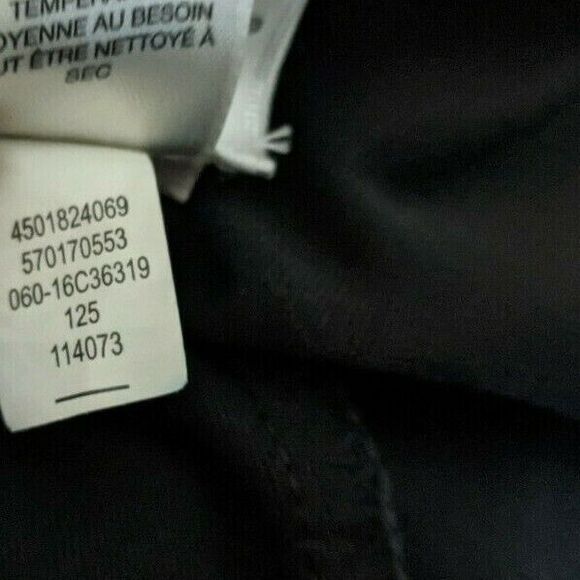 OYENNE AU BESOIN
UT ÊTRE NETTOYÉ À
SEC
4501824069
570170553
060-16C36319
125
114073